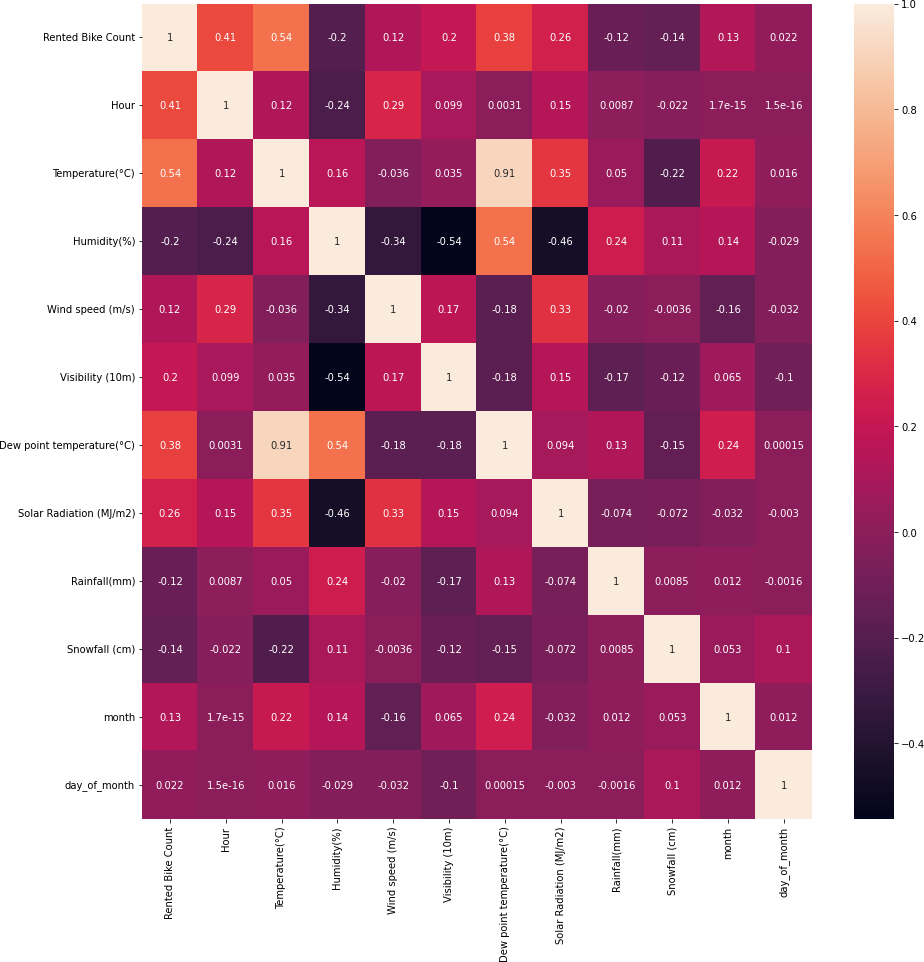 Rented Bike Count 1 0.41 0.54 -0.2 0.12 0.2 0.38 0.26 -0.12 -0.14 0.13 0.022
Hour 0.41 1 0.12 -0.24 0.29 0.099 0.0031 0.15 0.0087 -0.022 1.7e-15 1.5e-16
Temperature(°C) 0.54 0.12 1 0.16 -0.036 0.035 0.91 0.35 0.05 -0.22 0.22 0.016
Humidity(%) -0.2 -0.24 0.16 1 -0.34 -0.54 0.54 -0.46 0.24 0.11 0.14 -0.029
Wind speed (m/s) 0.12 0.29 -0.036 -0.34 1 0.17 -0.18 0.33 -0.02 -0.0036 -0.16 -0.032
Visibility (10m) 0.2 0.099 0.035 -0.54 0.17 1 -0.18 0.15 -0.17 -0.12 0.065 -0.1
Dew point temperature(°C) 0.38 0.0031 0.91 0.54 -0.18 -0.18 1 0.094 0.13 -0.15 0.24 0.00015
Solar Radiation (MJ/m2) 0.26 0.15 0.35 -0.46 0.33 0.15 0.094 1 -0.074 -0.072 -0.032 -0.003
Rainfall(mm) -0.12 0.0087 0.05 0.24 -0.02 -0.17 0.13 -0.074 1 0.0085 0.012 -0.0016
Snowfall (cm) -0.14 -0.022 -0.22 0.11 -0.0036 -0.12 -0.15 -0.072 0.0085 1 0.053 0.1
month 0.13 1.7e-15 0.22 0.14 -0.16 0.065 0.24 -0.032 0.012 0.053 1 0.012
day_of_month 0.022 1.5e-16 0.016 -0.029 -0.032 -0.1 0.00015 -0.003 -0.0016 0.1 0.012 1
Rented Bike Count
Hour
Temperature(°C)
Humidity(%)
Wind speed (m/s)
Visibility (10m)
Dew point temperature(°C)
Solar Radiation (MJ/m2)
Rainfall(mm)
Snowfall (cm)
month
day_of_month
1.0
0.8
0.6
0.4
0.2
0.0
−0.2
−0.4